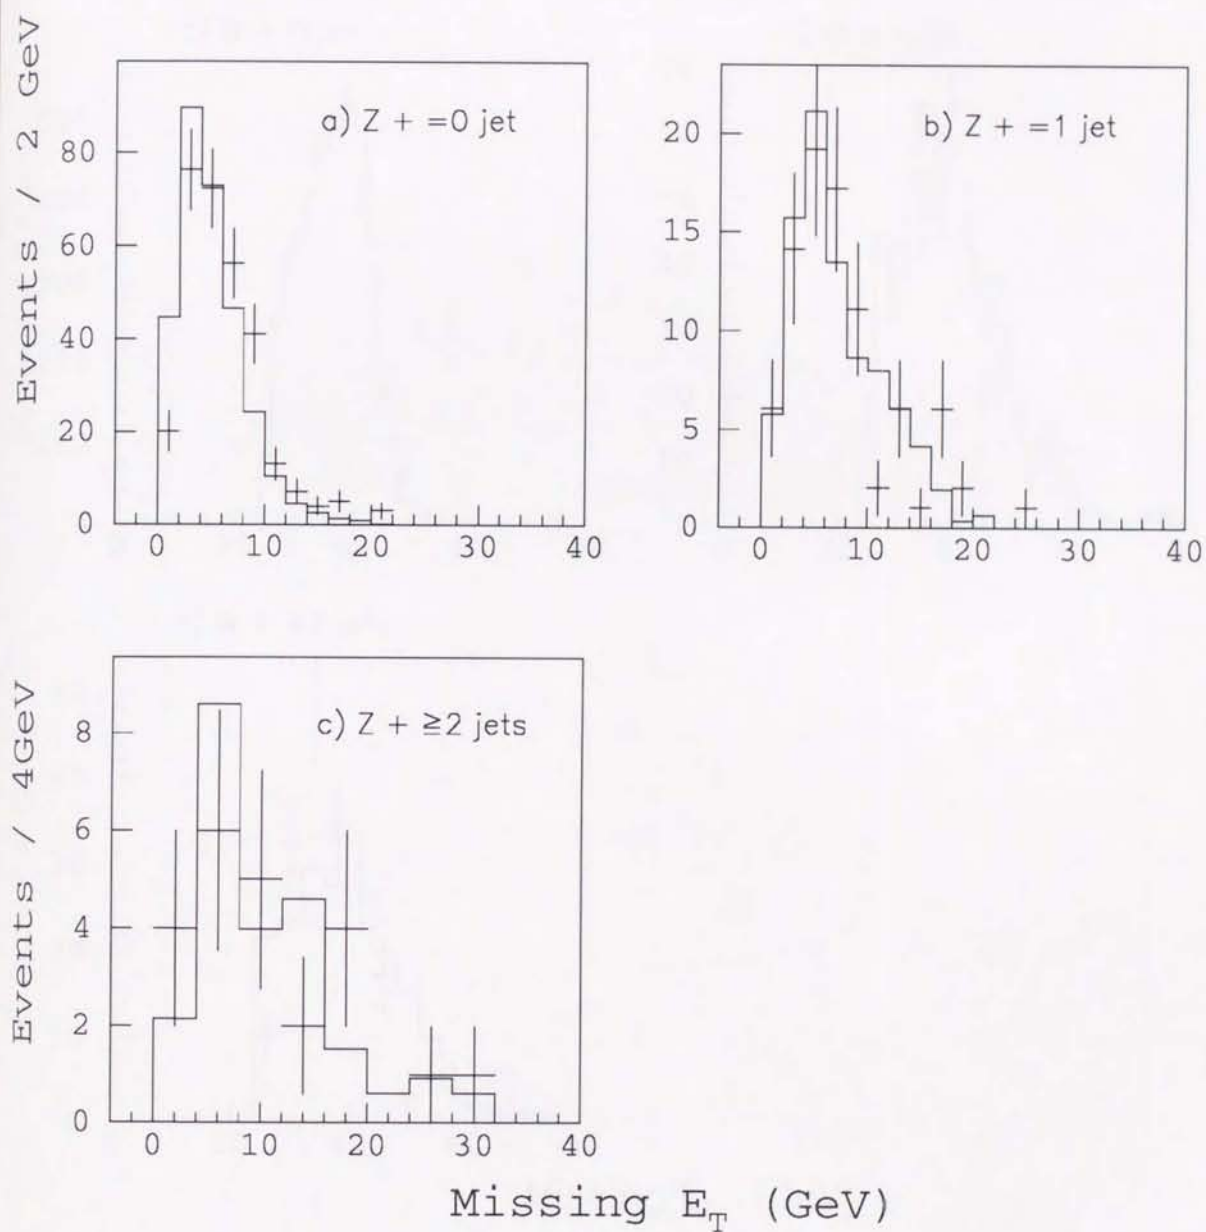 Events / 2 GeV
a) Z + =0 jet
80
60
40
20
0
0 10 20 30 40
b) Z + =1 jet
20
15
10
5
0
0 10 20 30 40
Events / 4GeV
c) Z + ≧2 jets
8
6
4
2
0
0 10 20 30 40
Missing E_T (GeV)